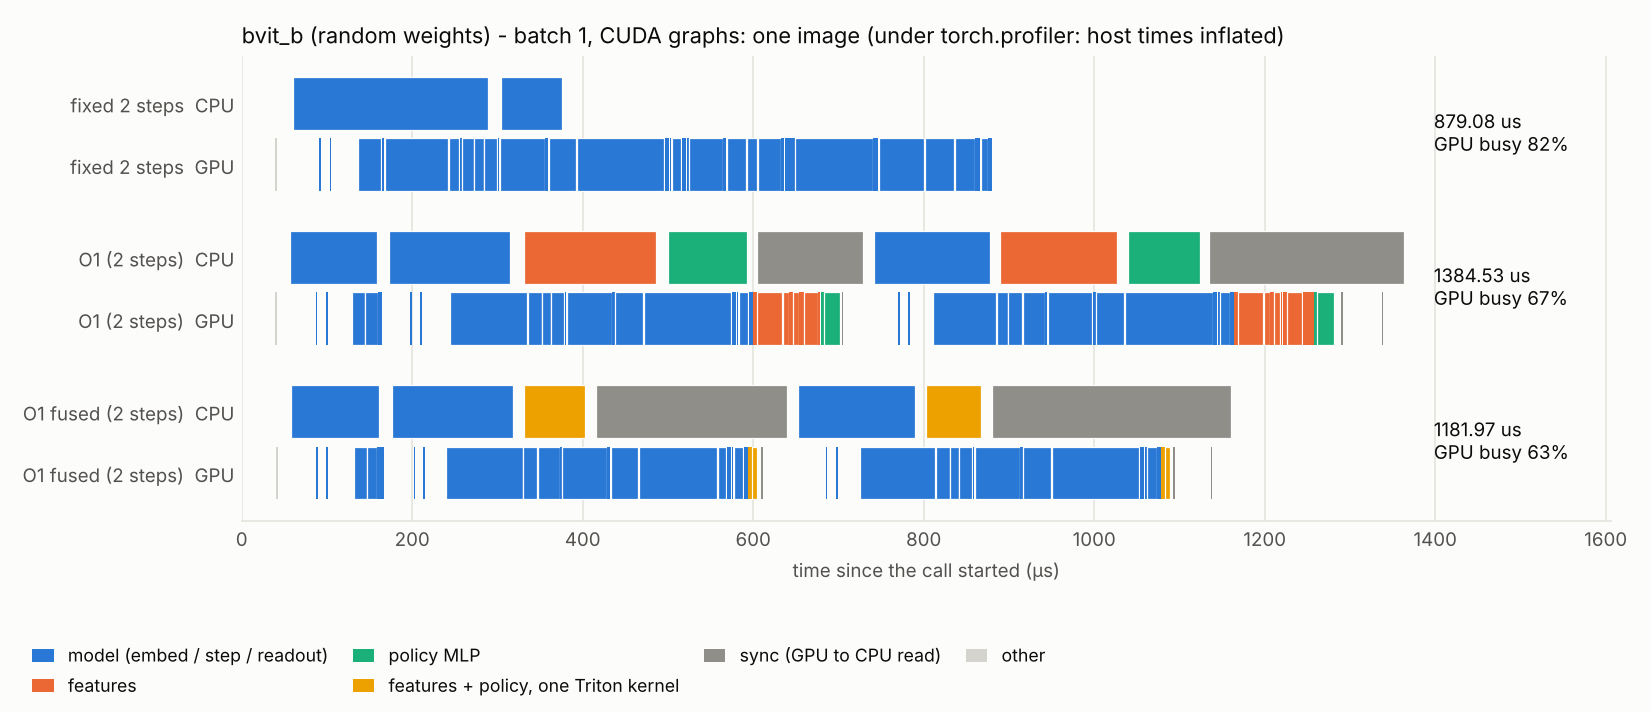 bvit_b (random weights) - batch 1, CUDA graphs: one image (under torch.profiler: host times inflated)
fixed 2 steps CPU
fixed 2 steps GPU
879.08 us
GPU busy 82%
O1 (2 steps) CPU
O1 (2 steps) GPU
1384.53 us
GPU busy 67%
O1 fused (2 steps) CPU
O1 fused (2 steps) GPU
1181.97 us
GPU busy 63%
0 200 400 600 800 1000 1200 1400 1600
time since the call started (µs)
model (embed / step / readout) policy MLP sync (GPU to CPU read) other
features features + policy, one Triton kernel